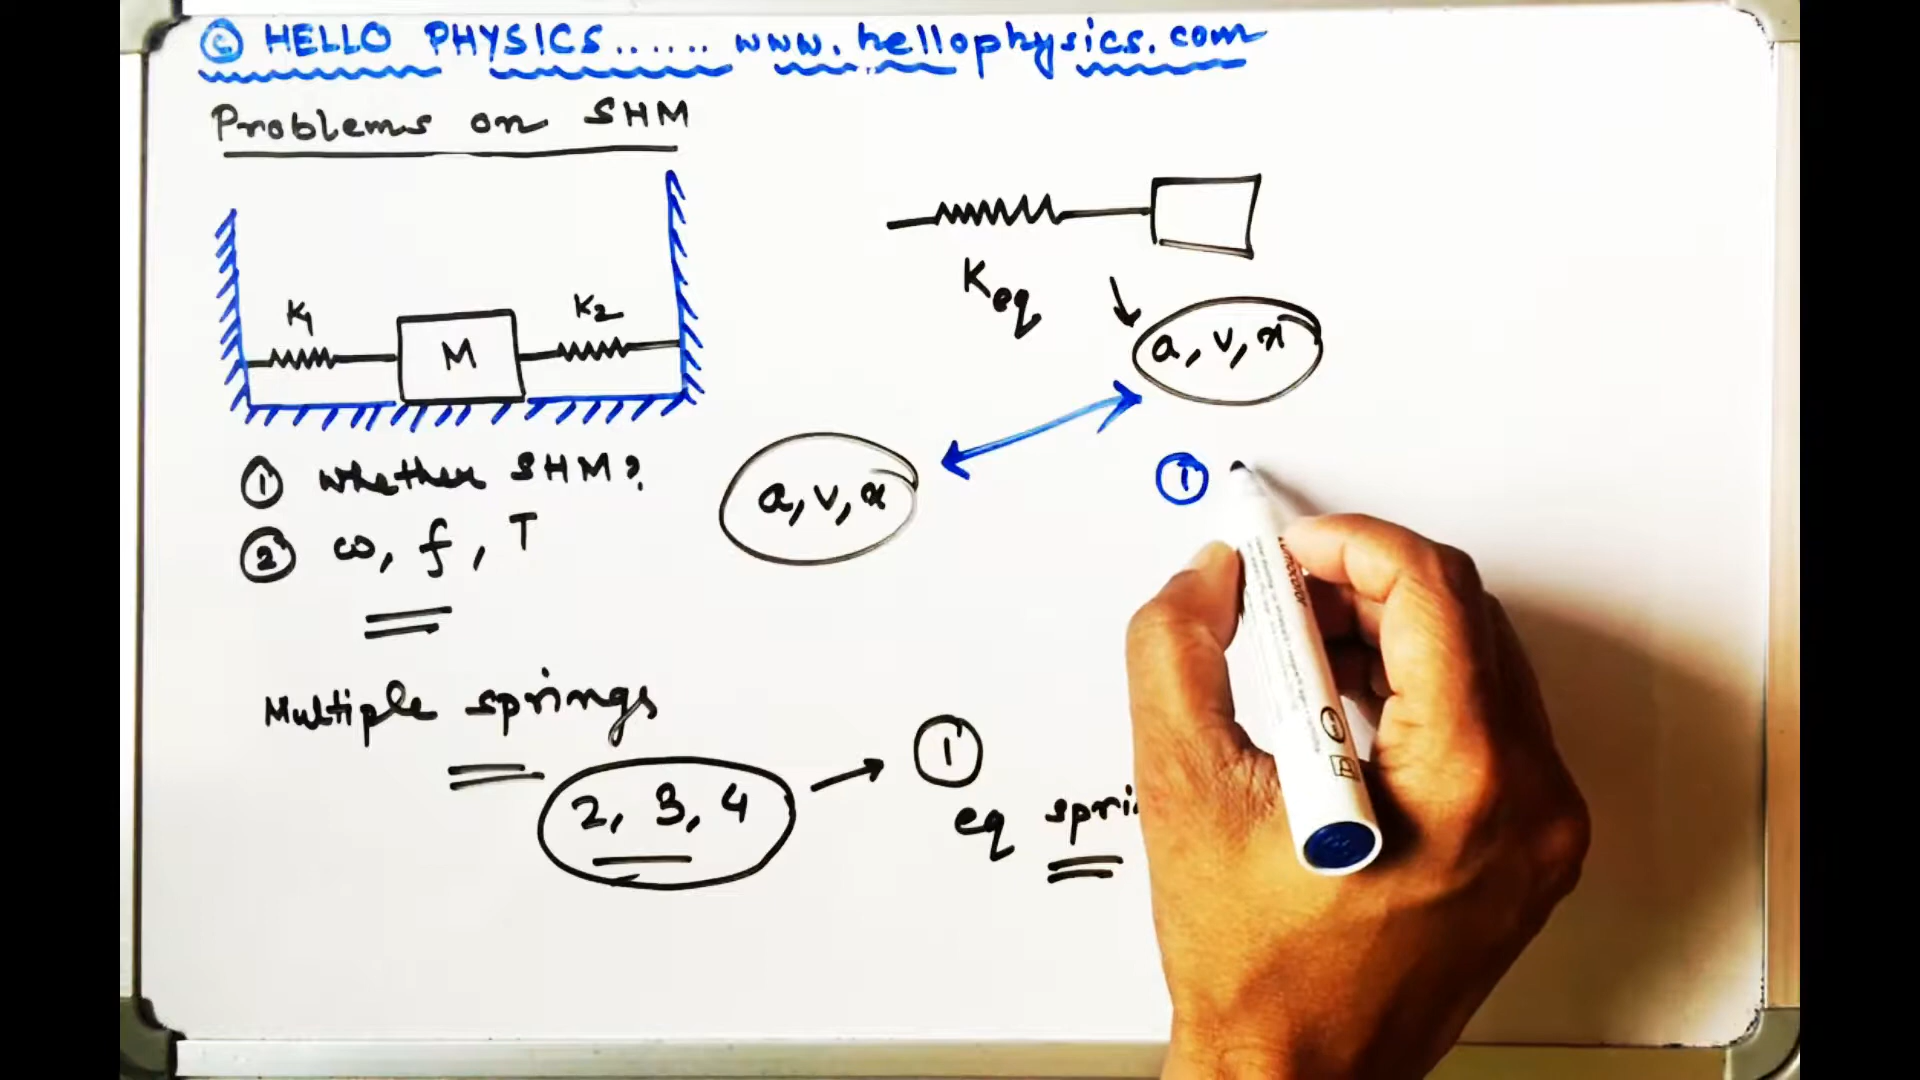 © HELLO PHYSICS...... www.hellophysics.com
Problems on SHM
K1
M
K2
① Whether SHM?
② ω, f, T
Multiple springs
2, 3, 4
→ ①
eq
Keq
a, v, x
a, v, x
①